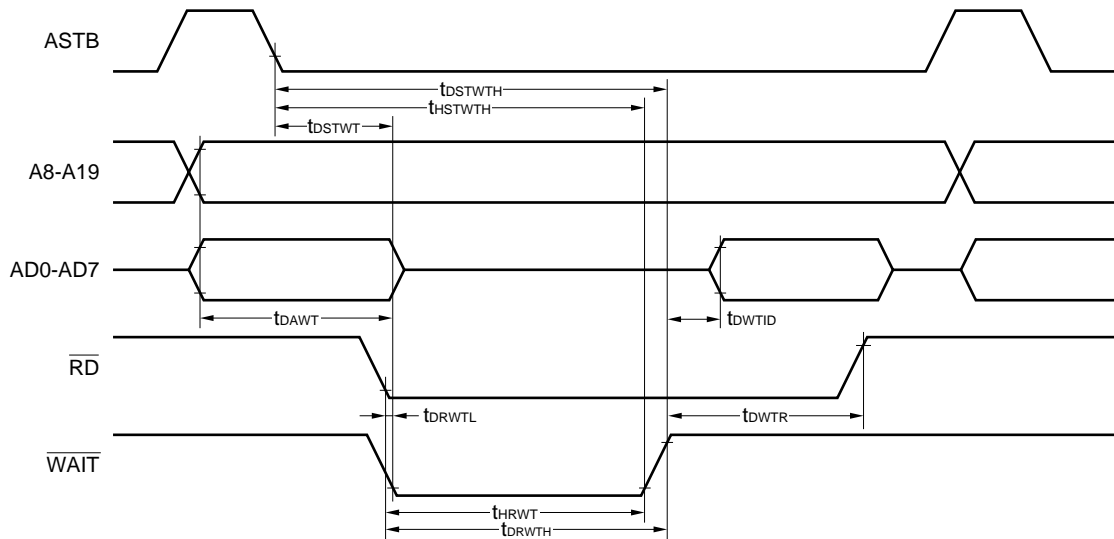 ASTB
tDSTWTH
tHSTWTH
tDSTWT
A8-A19
AD0-AD7
tDAWT
tDWTID
RD
tDRWTL
tDWTR
WAIT
tHRWT
tDRWTH